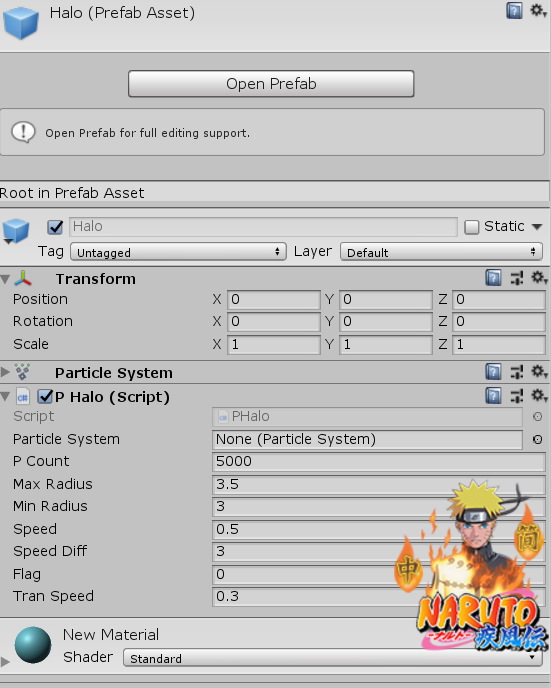 Halo (Prefab Asset)
Open Prefab
Open Prefab for full editing support.
Root in Prefab Asset
Halo Static
Tag Untagged Layer Default
Transform
Position X 0 Y 0 Z 0
Rotation X 0 Y 0 Z 0
Scale X 1 Y 1 Z 1
Particle System
P Halo (Script)
Script PHalo
Particle System None (Particle System)
P Count 5000
Max Radius 3.5
Min Radius 3
Speed 0.5
Speed Diff 3
Flag 0
Tran Speed 0.3
简
中
NARUTO
-ナルト-
疾風伝
New Material
Shader Standard